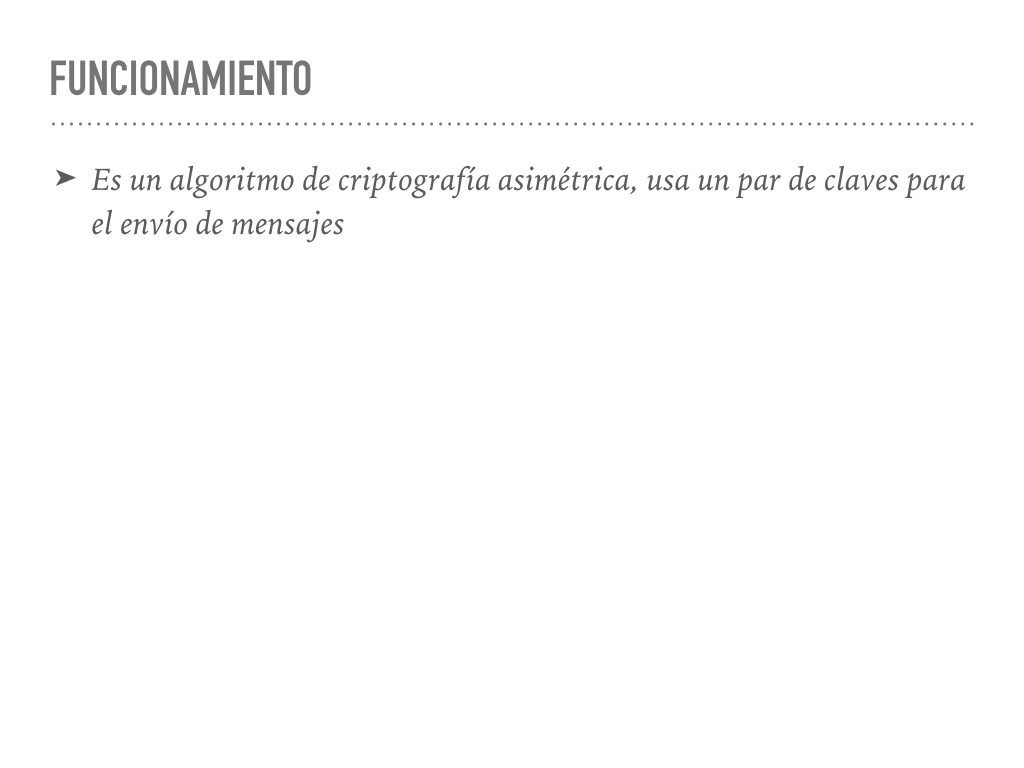 FUNCIONAMIENTO
➤ Es un algoritmo de criptografía asimétrica, usa un par de claves para
el envío de mensajes